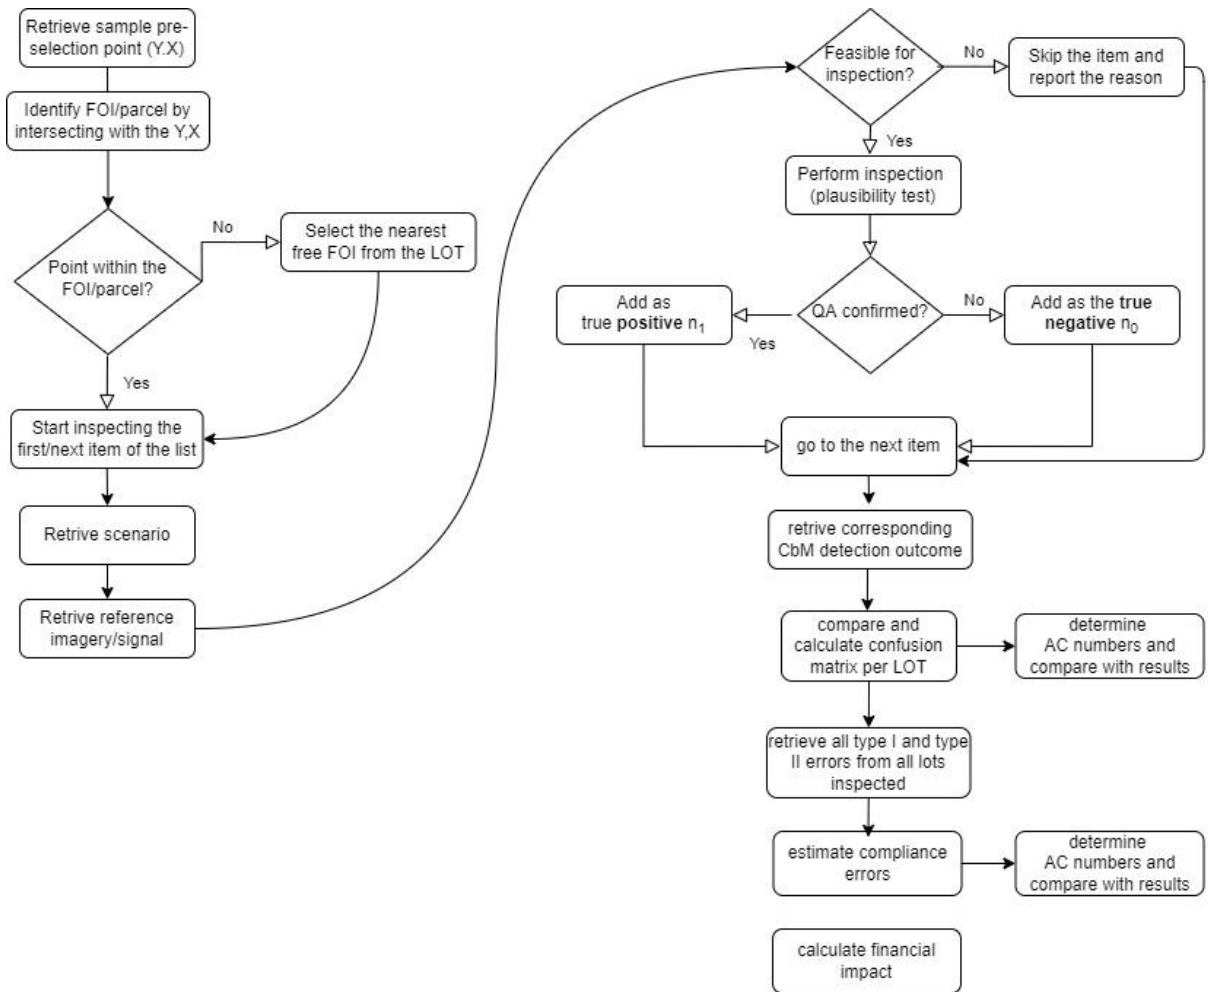 Retrieve sample pre-
selection point (Y.X)
Identify FOI/parcel by
intersecting with the Y,X
Point within the
FOI/parcel?
No
Select the nearest
free FOI from the LOT
Yes
Start inspecting the
first/next item of the list
Retrive scenario
Retrive reference
imagery/signal
Feasible for
inspection?
No
Skip the item and
report the reason
Yes
Perform inspection
(plausibility test)
QA confirmed?
Yes
Add as
true positive n1
No
Add as the true
negative n0
go to the next item
retrive corresponding
CbM detection outcome
compare and
calculate confusion
matrix per LOT
determine
AC numbers and
compare with results
retrieve all type I and type
II errors from all lots
inspected
estimate compliance
errors
determine
AC numbers and
compare with results
calculate financial
impact